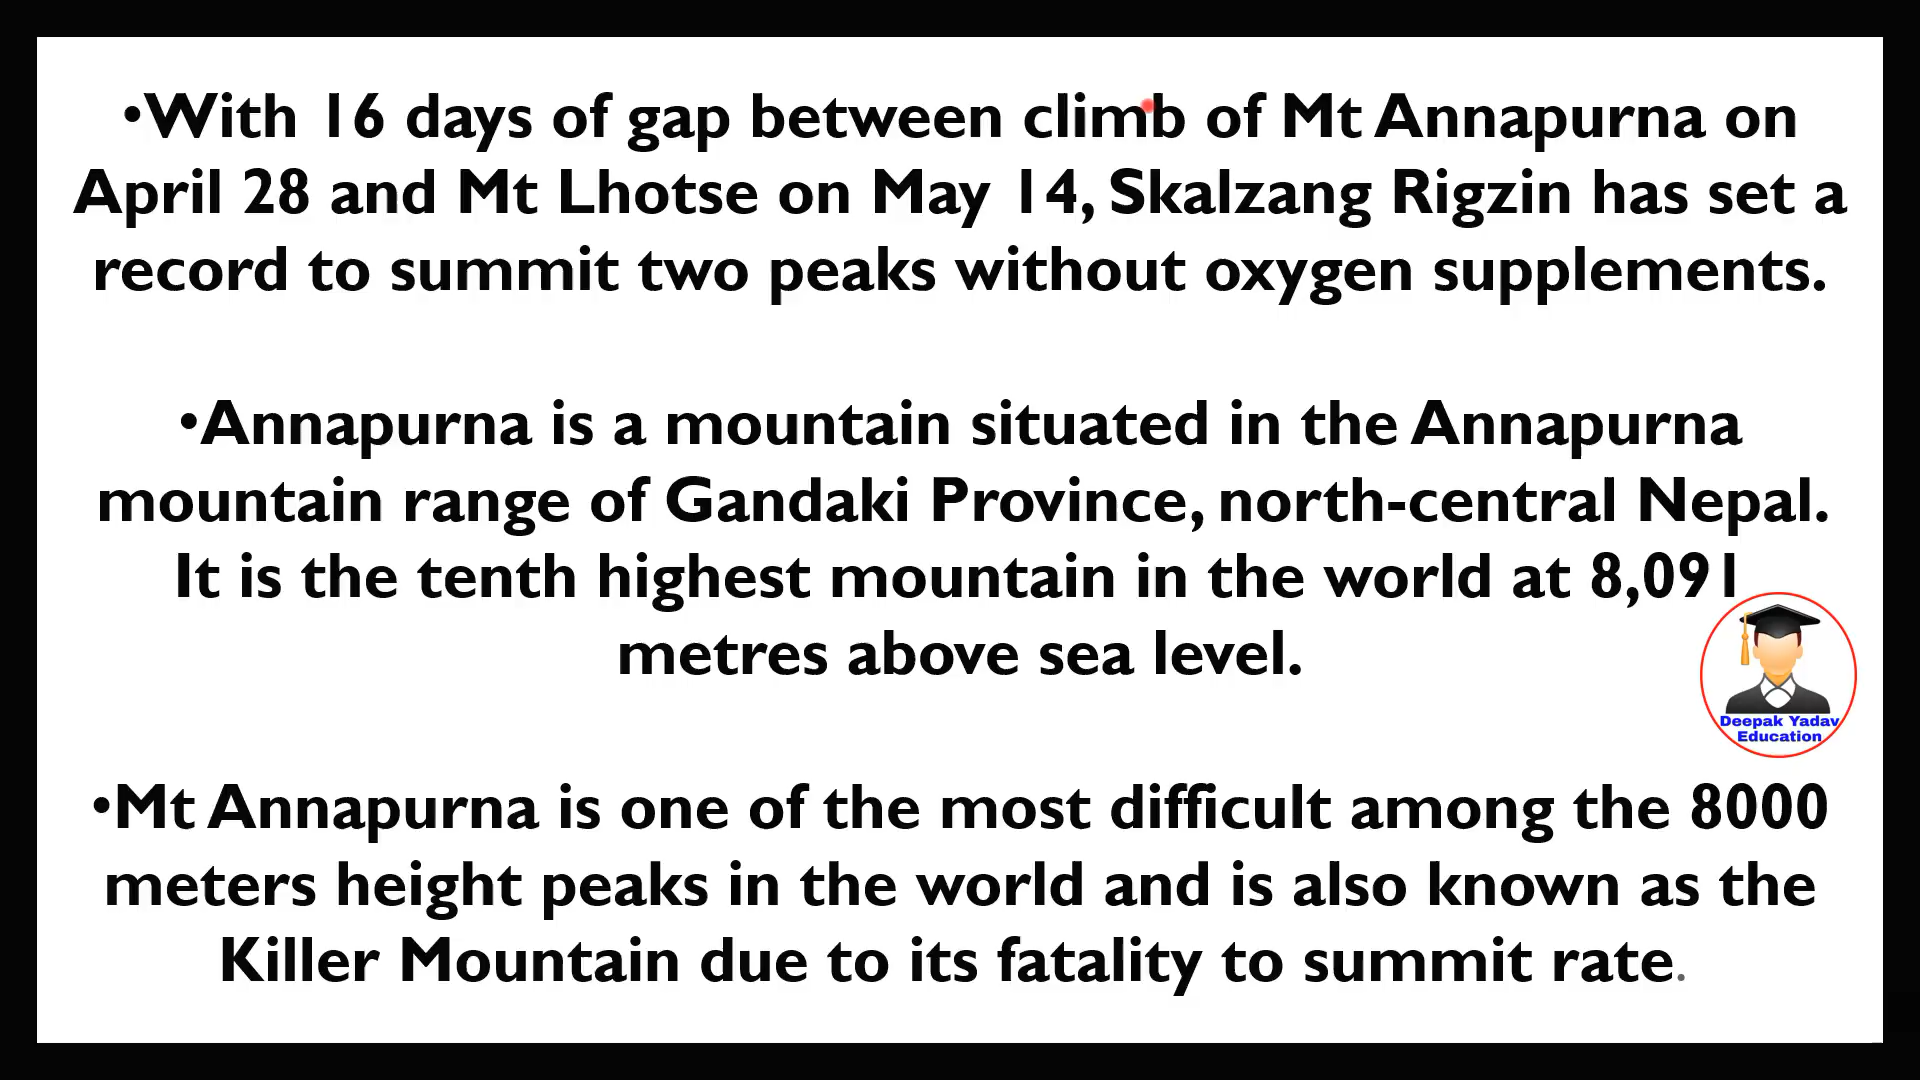 •With 16 days of gap between climb of Mt Annapurna on
April 28 and Mt Lhotse on May 14, Skalzang Rigzin has set a
record to summit two peaks without oxygen supplements.
•Annapurna is a mountain situated in the Annapurna
mountain range of Gandaki Province, north-central Nepal.
It is the tenth highest mountain in the world at 8,091
metres above sea level.
Deepak Yadav
Education
•Mt Annapurna is one of the most difficult among the 8000
meters height peaks in the world and is also known as the
Killer Mountain due to its fatality to summit rate.